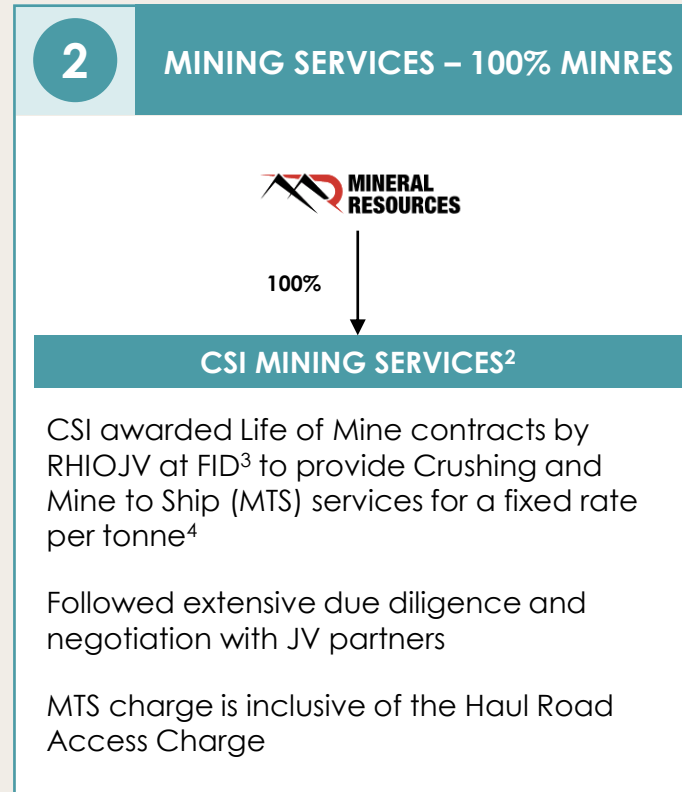 2
MINING SERVICES – 100% MINRES
MINERAL
RESOURCES
100%
CSI MINING SERVICES²
CSI awarded Life of Mine contracts by
RHIOJV at FID³ to provide Crushing and
Mine to Ship (MTS) services for a fixed rate
per tonne⁴
Followed extensive due diligence and
negotiation with JV partners
MTS charge is inclusive of the Haul Road
Access Charge